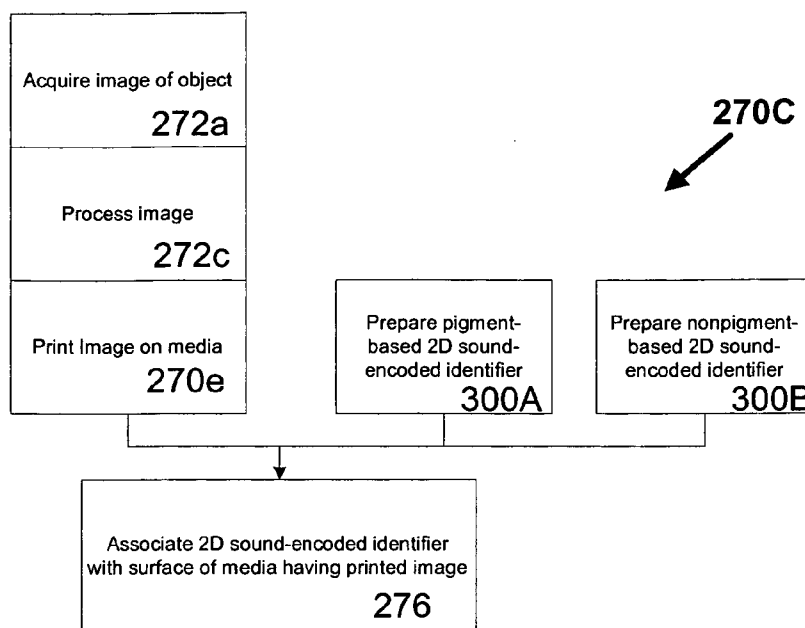 Acquire image of object
272a
270C
Process image
272c
Print Image on media
270e
Prepare pigment-
based 2D sound-
encoded identifier
300A
Prepare nonpigment-
based 2D sound-
encoded identifier
300B
Associate 2D sound-encoded identifier
with surface of media having printed image
276